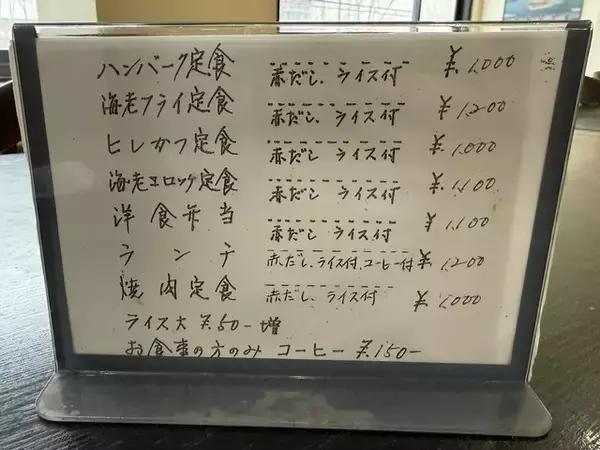 ハンバーグ定食 赤だし、ライス付 ¥1,000
海老フライ定食 赤だし、ライス付 ¥1,200
ヒレカツ定食 赤だし ライス付 ¥1,000
海老コロッケ定食 赤だし ライス付 ¥1,100
洋食弁当 赤だし ライス付 ¥1,100
ランチ 赤だし、ライス付、コーヒー付 ¥1,200
焼肉定食 赤だし、ライス付 ¥1,000
ライス大 ¥50-増
お食事の方のみ コーヒー ¥150-